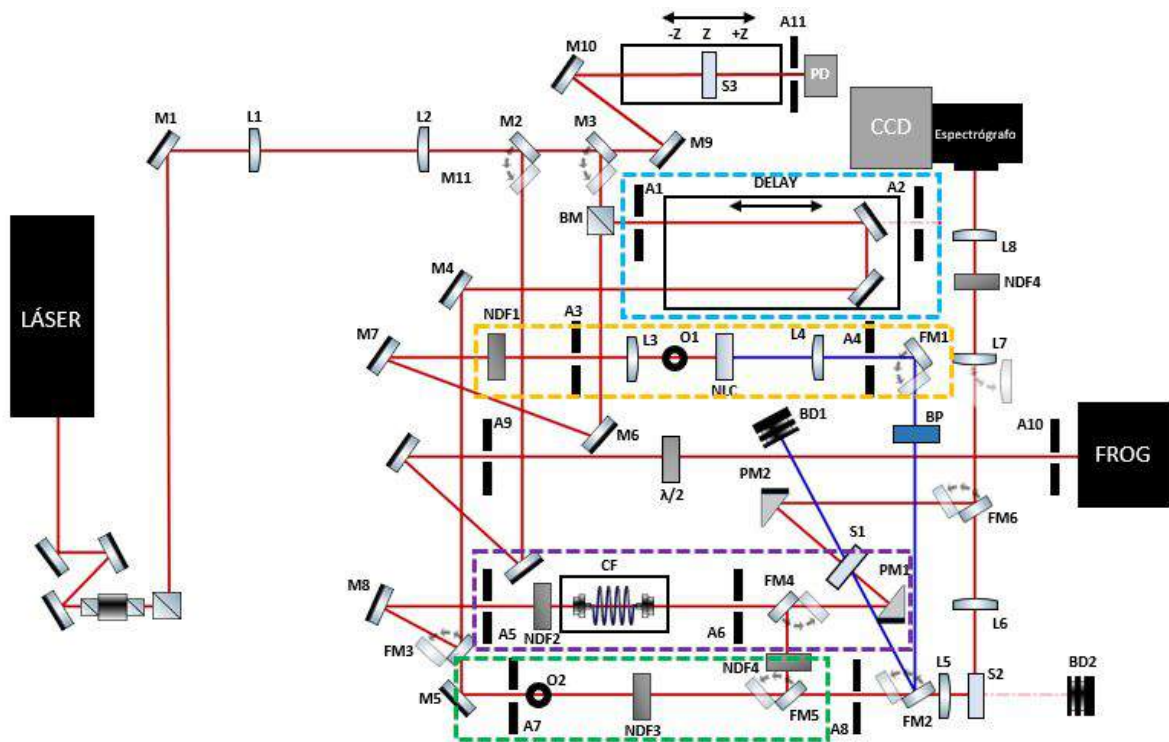 A11
-Z Z +Z
M10
PD
S3
CCD
Espectrógrafo
M1
L1
L2
M2
M3
M9
M11
DELAY
A1
A2
BM
L8
M4
NDF4
LÁSER
NDF1
A3
M7
L3
O1
L4
A4
FM1
L7
NLC
BD1
BP
A9
M6
A10
PM2
FROG
λ/2
FM6
S1
CF
M8
FM4
PM1
L6
A5
NDF2
A6
FM3
NDF4
L5
S2
BD2
M5
O2
A7
NDF3
FM5
A8
FM2